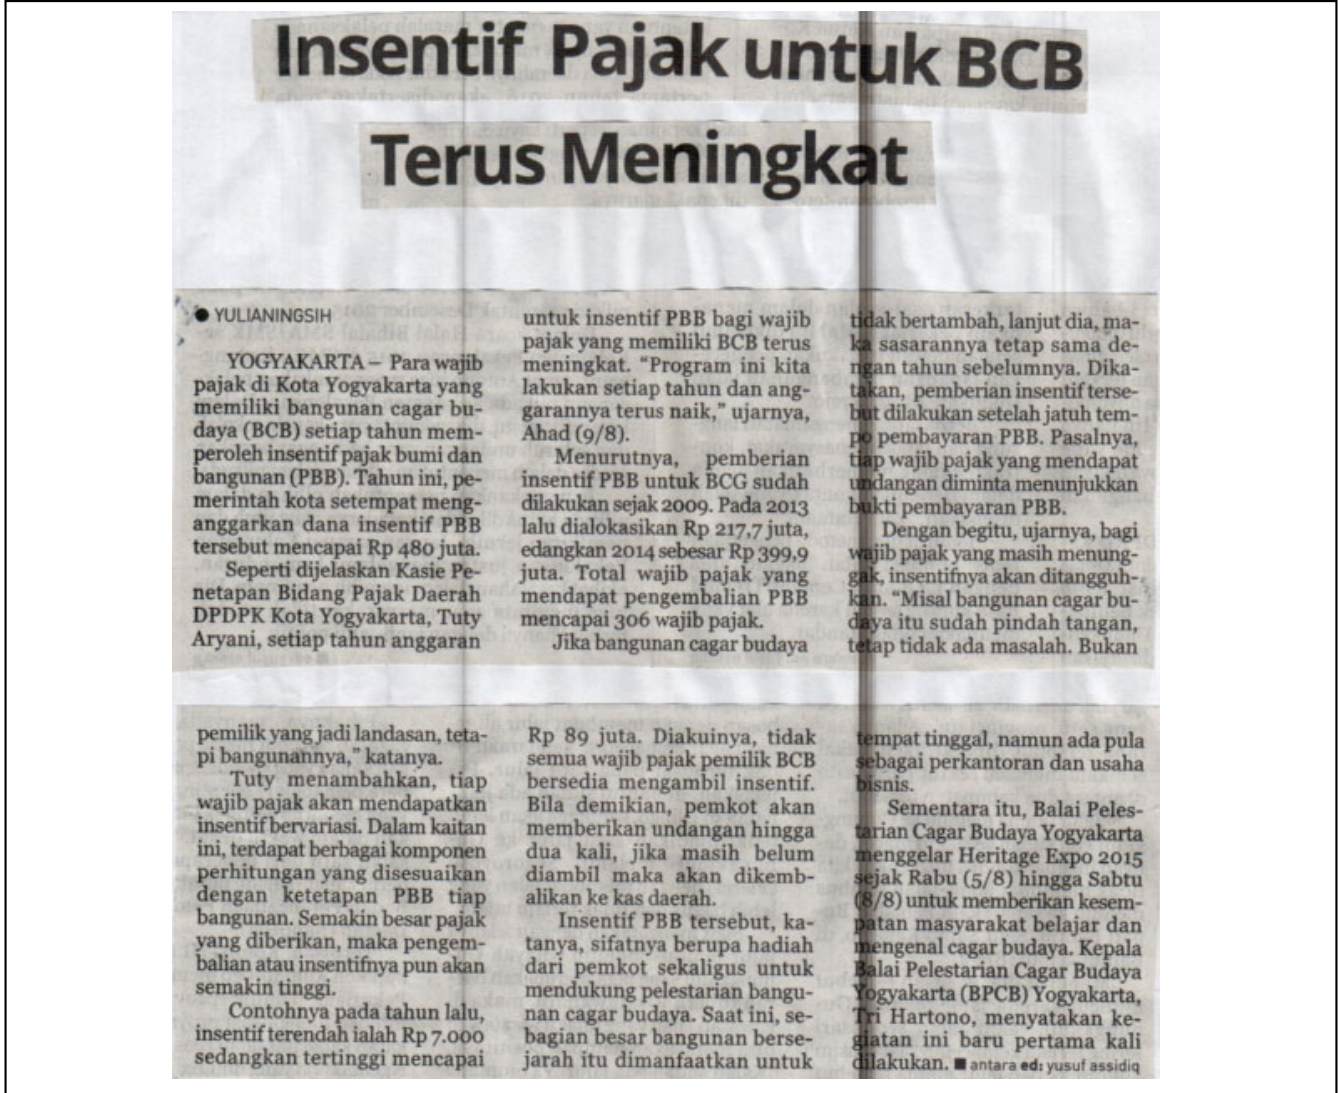 Insentif Pajak untuk BCB
Terus Meningkat
● YULIANINGSIH
YOGYAKARTA – Para wajib
pajak di Kota Yogyakarta yang
memiliki bangunan cagar bu-
daya (BCB) setiap tahun mem-
peroleh insentif pajak bumi dan
bangunan (PBB). Tahun ini, pe-
merintah kota setempat meng-
anggarkan dana insentif PBB
tersebut mencapai Rp 480 juta.
Seperti dijelaskan Kasie Pe-
netapan Bidang Pajak Daerah
DPDPK Kota Yogyakarta, Tuty
Aryani, setiap tahun anggaran
untuk insentif PBB bagi wajib
pajak yang memiliki BCB terus
meningkat. “Program ini kita
lakukan setiap tahun dan ang-
garannya terus naik,” ujarnya,
Ahad (9/8).
Menurutnya, pemberian
insentif PBB untuk BCG sudah
dilakukan sejak 2009. Pada 2013
lalu dialokasikan Rp 217,7 juta,
edangkan 2014 sebesar Rp 399,9
juta. Total wajib pajak yang
mendapat pengembalian PBB
mencapai 306 wajib pajak.
Jika bangunan cagar budaya
tidak bertambah, lanjut dia, ma-
ka sasarannya tetap sama de-
ngan tahun sebelumnya. Dika-
takan, pemberian insentif terse-
but dilakukan setelah jatuh tem-
po pembayaran PBB. Pasalnya,
tiap wajib pajak yang mendapat
undangan diminta menunjukkan
bukti pembayaran PBB.
Dengan begitu, ujarnya, bagi
wajib pajak yang masih menung-
gak, insentifnya akan ditangguh-
kan. “Misal bangunan cagar bu-
daya itu sudah pindah tangan,
tetap tidak ada masalah. Bukan
pemilik yang jadi landasan, teta-
pi bangunannya,” katanya.
Tuty menambahkan, tiap
wajib pajak akan mendapatkan
insentif bervariasi. Dalam kaitan
ini, terdapat berbagai komponen
perhitungan yang disesuaikan
dengan ketetapan PBB tiap
bangunan. Semakin besar pajak
yang diberikan, maka pengem-
balian atau insentifnya pun akan
semakin tinggi.
Contohnya pada tahun lalu,
insentif terendah ialah Rp 7.000
sedangkan tertinggi mencapai
Rp 89 juta. Diakuinya, tidak
semua wajib pajak pemilik BCB
bersedia mengambil insentif.
Bila demikian, pemkot akan
memberikan undangan hingga
dua kali, jika masih belum
diambil maka akan dikemb-
alikan ke kas daerah.
Insentif PBB tersebut, ka-
tanya, sifatnya berupa hadiah
dari pemkot sekaligus untuk
mendukung pelestarian bangu-
nan cagar budaya. Saat ini, se-
bagian besar bangunan berse-
jarah itu dimanfaatkan untuk
tempat tinggal, namun ada pula
sebagai perkantoran dan usaha
bisnis.
Sementara itu, Balai Peles-
tarian Cagar Budaya Yogyakarta
menggelar Heritage Expo 2015
sejak Rabu (5/8) hingga Sabtu
(8/8) untuk memberikan kesem-
patan masyarakat belajar dan
mengenal cagar budaya. Kepala
Balai Pelestarian Cagar Budaya
Yogyakarta (BPCB) Yogyakarta,
Tri Hartono, menyatakan ke-
giatan ini baru pertama kali
dilakukan. ■ antara ed: yusuf assidiq